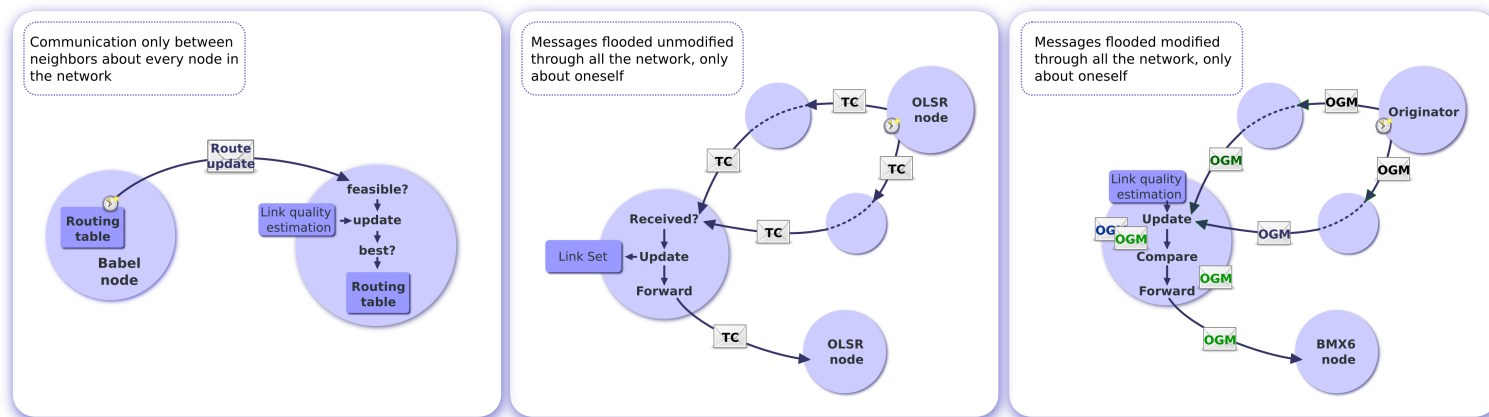 Communication only between
neighbors about every node in
the network
Route
update
Routing
table
Babel
node
feasible?
Link quality
estimation
update
best?
Routing
table
Messages flooded unmodified
through all the network, only
about oneself
TC
OLSR
node
TC
TC
Received?
TC
Link Set
Update
Forward
TC
OLSR
node
Messages flooded modified
through all the network, only
about oneself
OGM
Originator
OGM
OGM
Link quality
estimation
Update
OGM
OGM
OGM
Compare
OGM
Forward
OGM
BMX6
node